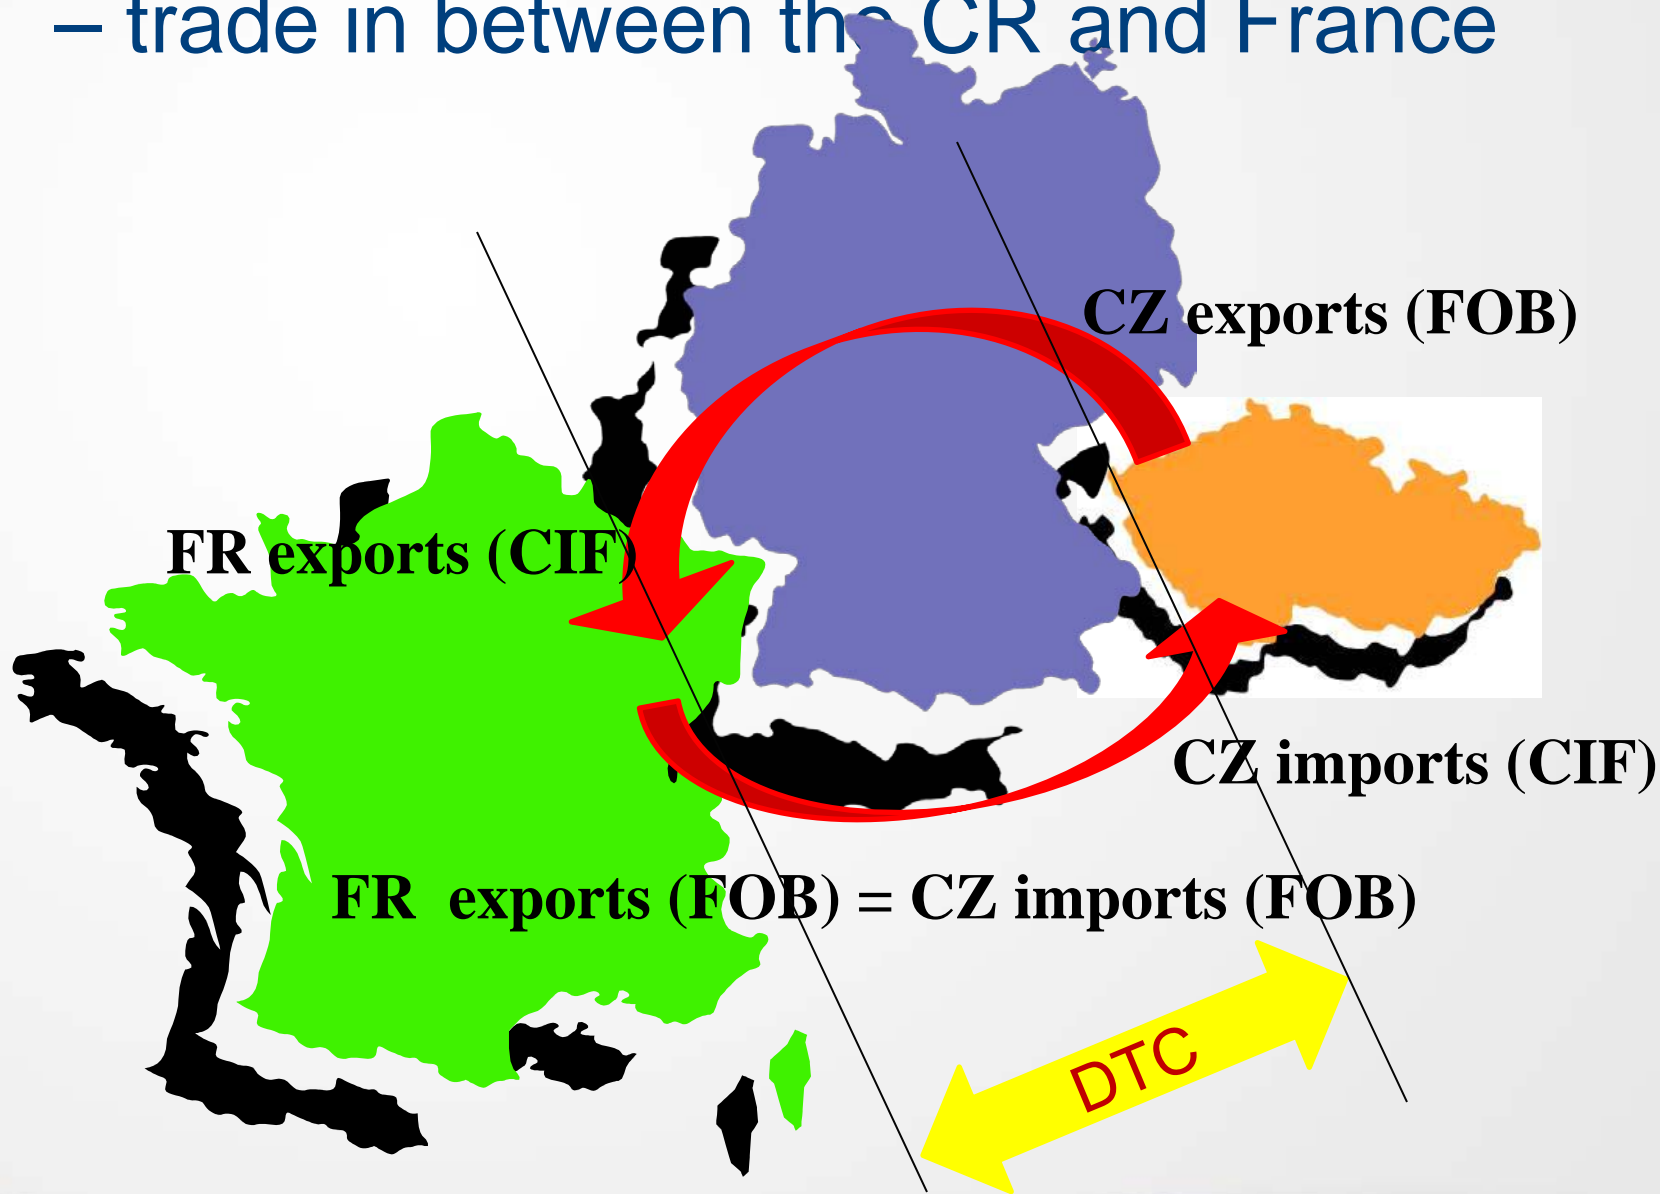 – trade in between the CR and France
CZ exports (FOB)
FR exports (CIF)
CZ imports (CIF)
FR exports (FOB) = CZ imports (FOB)
DTC